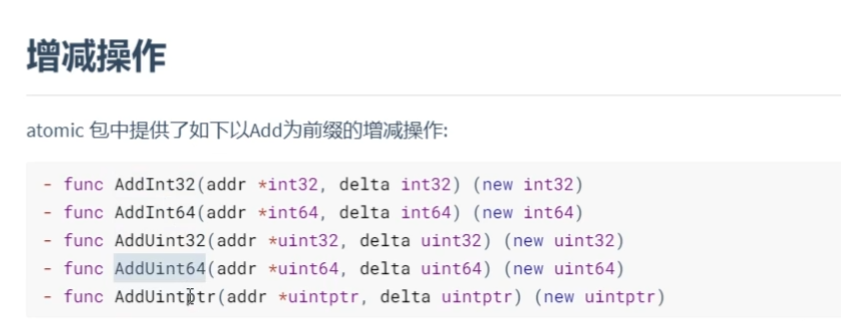 增减操作
atomic 包中提供了如下以Add为前缀的增减操作:
- func AddInt32(addr *int32, delta int32) (new int32)
- func AddInt64(addr *int64, delta int64) (new int64)
- func AddUint32(addr *uint32, delta uint32) (new uint32)
- func AddUint64(addr *uint64, delta uint64) (new uint64)
- func AddUintptr(addr *uintptr, delta uintptr) (new uintptr)